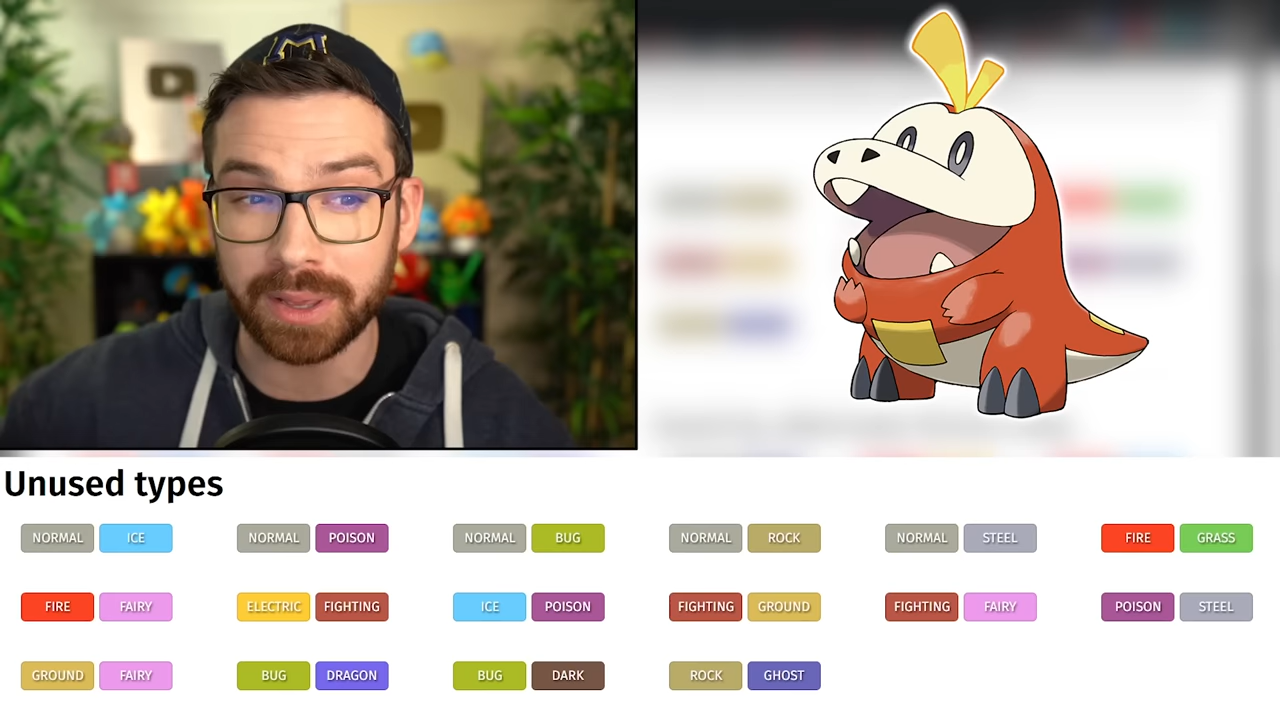 M
Unused types
NORMAL ICE NORMAL POISON NORMAL BUG NORMAL ROCK NORMAL STEEL FIRE GRASS
FIRE FAIRY ELECTRIC FIGHTING ICE POISON FIGHTING GROUND FIGHTING FAIRY POISON STEEL
GROUND FAIRY BUG DRAGON BUG DARK ROCK GHOST